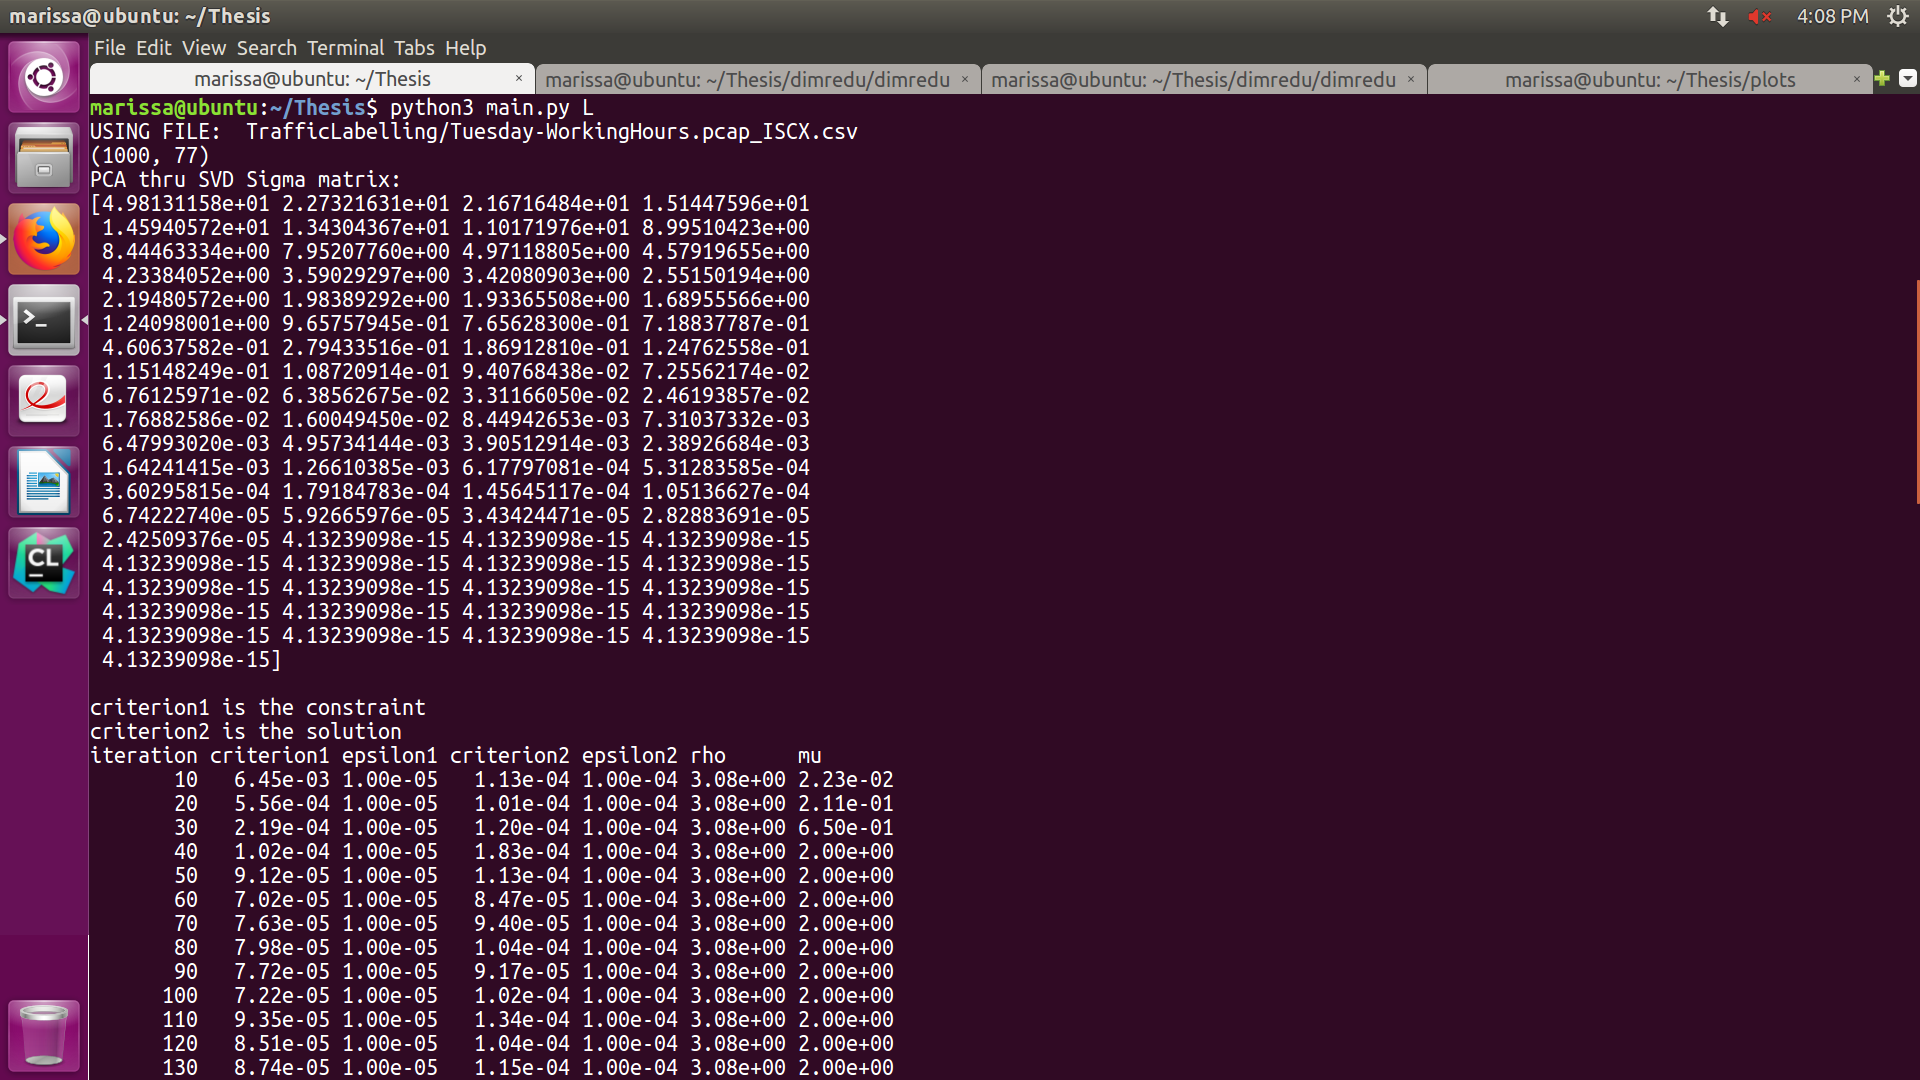 marissa@ubuntu: ~/Thesis
4:08 PM
File Edit View Search Terminal Tabs Help
marissa@ubuntu: ~/Thesis × marissa@ubuntu: ~/Thesis/dimredu/dimredu × marissa@ubuntu: ~/Thesis/dimredu/dimredu × marissa@ubuntu: ~/Thesis/plots ×
marissa@ubuntu:~/Thesis$ python3 main.py L
USING FILE:  TrafficLabelling/Tuesday-WorkingHours.pcap_ISCX.csv
(1000, 77)
PCA thru SVD Sigma matrix:
[4.98131158e+01 2.27321631e+01 2.16716484e+01 1.51447596e+01
1.45940572e+01 1.34304367e+01 1.10171976e+01 8.99510423e+00
8.44463334e+00 7.95207760e+00 4.97118805e+00 4.57919655e+00
4.23384052e+00 3.59029297e+00 3.42080903e+00 2.55150194e+00
2.19480572e+00 1.98389292e+00 1.93365508e+00 1.68955566e+00
1.24098001e+00 9.65757945e-01 7.65628300e-01 7.18837787e-01
4.60637582e-01 2.79433516e-01 1.86912810e-01 1.24762558e-01
1.15148249e-01 1.08720914e-01 9.40768438e-02 7.25562174e-02
6.76125971e-02 6.38562675e-02 3.31166050e-02 2.46193857e-02
1.76882586e-02 1.60049450e-02 8.44942653e-03 7.31037332e-03
6.47993020e-03 4.95734144e-03 3.90512914e-03 2.38926684e-03
1.64241415e-03 1.26610385e-03 6.17797081e-04 5.31283585e-04
3.60295815e-04 1.79184783e-04 1.45645117e-04 1.05136627e-04
6.74222740e-05 5.92665976e-05 3.43424471e-05 2.82883691e-05
2.42509376e-05 4.13239098e-15 4.13239098e-15 4.13239098e-15
4.13239098e-15 4.13239098e-15 4.13239098e-15 4.13239098e-15
4.13239098e-15 4.13239098e-15 4.13239098e-15 4.13239098e-15
4.13239098e-15 4.13239098e-15 4.13239098e-15 4.13239098e-15
4.13239098e-15 4.13239098e-15 4.13239098e-15 4.13239098e-15
4.13239098e-15]
criterion1 is the constraint
criterion2 is the solution
iteration criterion1 epsilon1 criterion2 epsilon2 rho mu
10 6.45e-03 1.00e-05 1.13e-04 1.00e-04 3.08e+00 2.23e-02
20 5.56e-04 1.00e-05 1.01e-04 1.00e-04 3.08e+00 2.11e-01
30 2.19e-04 1.00e-05 1.20e-04 1.00e-04 3.08e+00 6.50e-01
40 1.02e-04 1.00e-05 1.83e-04 1.00e-04 3.08e+00 2.00e+00
50 9.12e-05 1.00e-05 1.13e-04 1.00e-04 3.08e+00 2.00e+00
60 7.02e-05 1.00e-05 8.47e-05 1.00e-04 3.08e+00 2.00e+00
70 7.63e-05 1.00e-05 9.40e-05 1.00e-04 3.08e+00 2.00e+00
80 7.98e-05 1.00e-05 1.04e-04 1.00e-04 3.08e+00 2.00e+00
90 7.72e-05 1.00e-05 9.17e-05 1.00e-04 3.08e+00 2.00e+00
100 7.22e-05 1.00e-05 1.02e-04 1.00e-04 3.08e+00 2.00e+00
110 9.35e-05 1.00e-05 1.34e-04 1.00e-04 3.08e+00 2.00e+00
120 8.51e-05 1.00e-05 1.04e-04 1.00e-04 3.08e+00 2.00e+00
130 8.74e-05 1.00e-05 1.15e-04 1.00e-04 3.08e+00 2.00e+00
CL